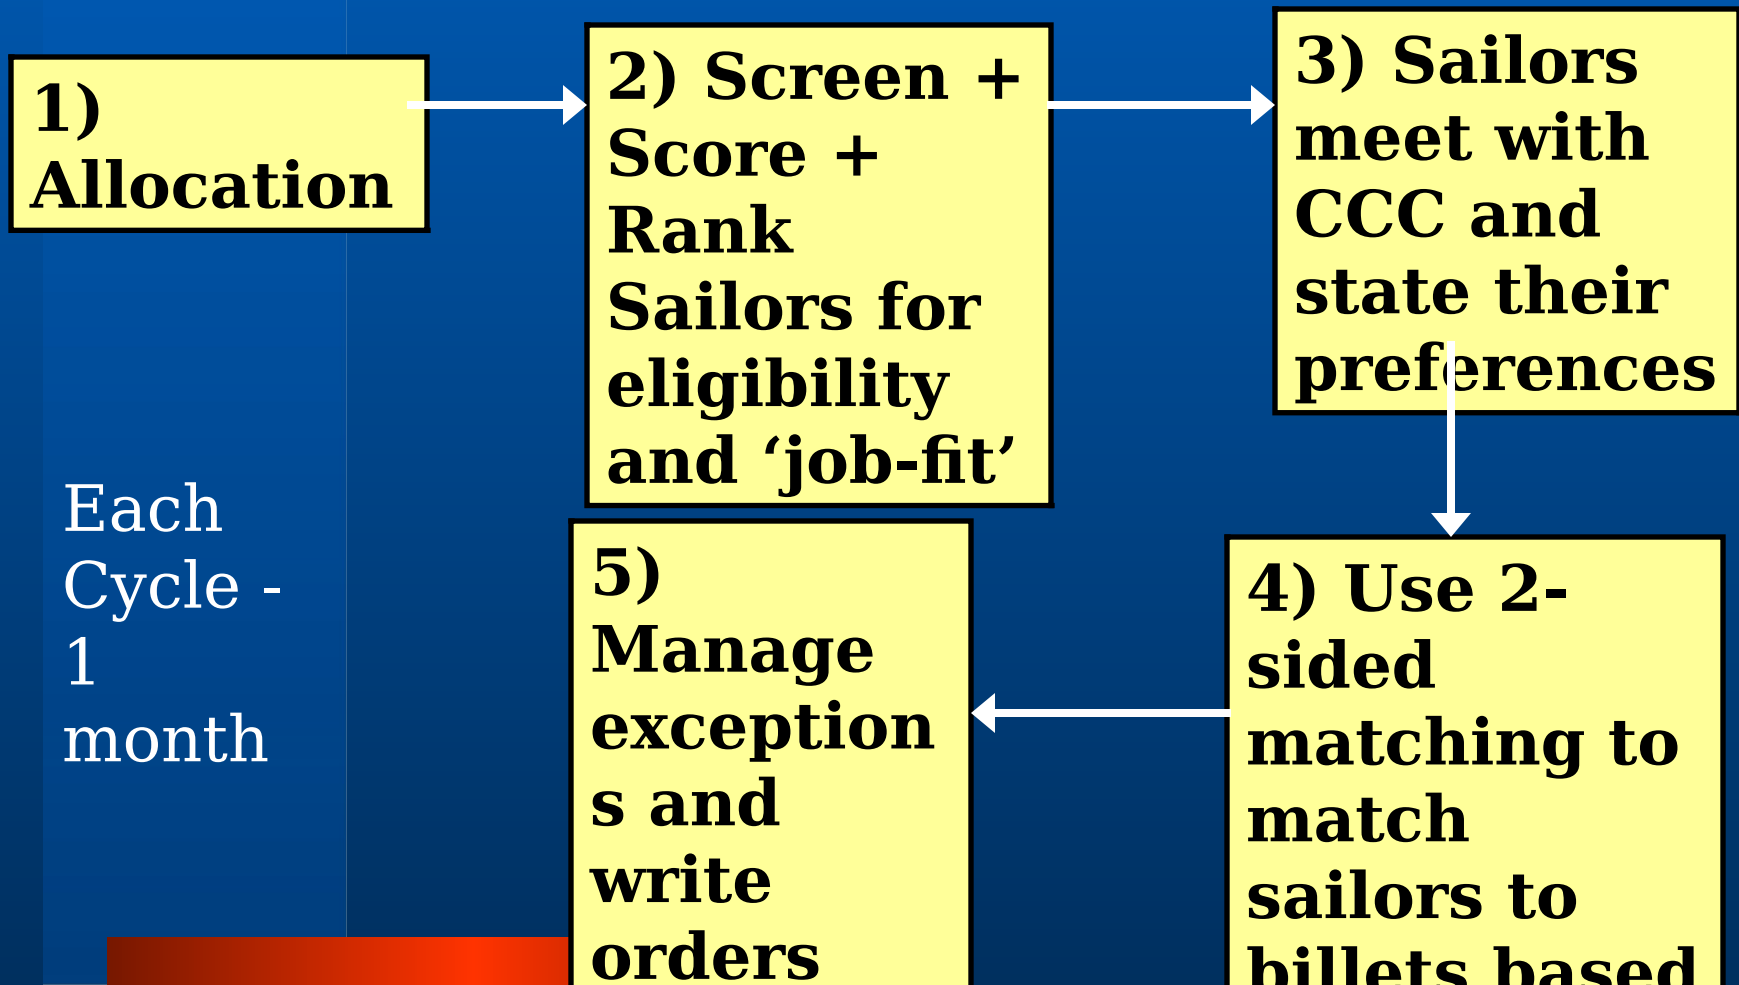 1)
Allocation
2) Screen +
Score +
Rank
Sailors for
eligibility
and ‘job-fit’
3) Sailors
meet with
CCC and
state their
preferences
Each
Cycle -
1
month
5)
Manage
exception
s and
write
orders
4) Use 2-
sided
matching to
match
sailors to
billets based